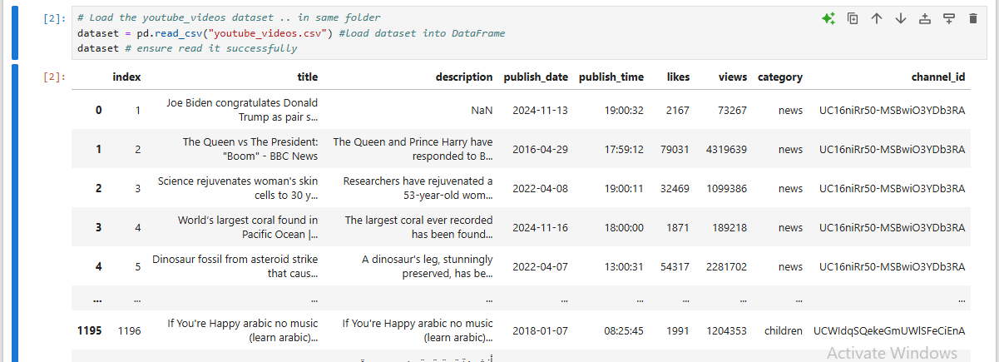 [2]: # Load the youtube_videos dataset .. in same folder
dataset = pd.read_csv("youtube_videos.csv") #load dataset into DataFrame
dataset # ensure read it successfully
[2]: index title description publish_date publish_time likes views category channel_id
0 1 Joe Biden congratulates Donald Trump as pair s... NaN 2024-11-13 19:00:32 2167 73267 news UC16niRr50-MSBwiO3YDb3RA
1 2 The Queen vs The President: "Boom" - BBC News The Queen and Prince Harry have responded to B... 2016-04-29 17:59:12 79031 4319639 news UC16niRr50-MSBwiO3YDb3RA
2 3 Science rejuvenates woman's skin cells to 30 y... Researchers have rejuvenated a 53-year-old wom... 2022-04-08 19:00:11 32469 1099386 news UC16niRr50-MSBwiO3YDb3RA
3 4 World's largest coral found in Pacific Ocean |... The largest coral ever recorded has been found... 2024-11-16 18:00:00 1871 189218 news UC16niRr50-MSBwiO3YDb3RA
4 5 Dinosaur fossil from asteroid strike that caus... A dinosaur's leg, stunningly preserved, has be... 2022-04-07 13:00:31 54317 2281702 news UC16niRr50-MSBwiO3YDb3RA
... ... ... ... ... ... ... ... ... ...
1195 1196 If You're Happy arabic no music (learn arabic)... If You're Happy arabic no music (learn arabic)... 2018-01-07 08:25:45 1991 1204353 children UCWIdqSQekeGmUWlSFeCiEnA
Activate Windows